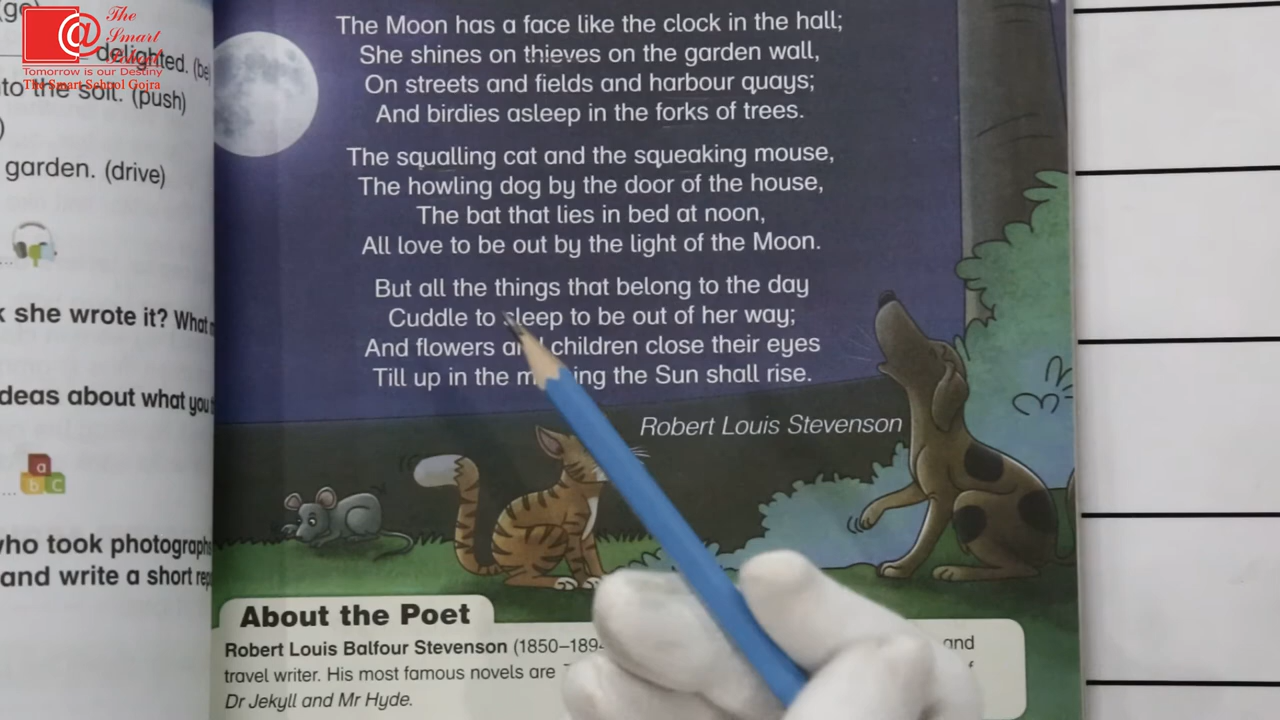 The
Smart
School
Tomorrow is our Destiny
The Smart School Gojra
(go)
delighted. (be)
to the soil. (push)
)
garden. (drive)
she wrote it? What
deas about what you
a
b C
who took photographs
and write a short
The Moon has a face like the clock in the hall;
She shines on thieves on the garden wall,
On streets and fields and harbour quays;
And birdies asleep in the forks of trees.
The squalling cat and the squeaking mouse,
The howling dog by the door of the house,
The bat that lies in bed at noon,
All love to be out by the light of the Moon.
But all the things that belong to the day
Cuddle to sleep to be out of her way;
And flowers and children close their eyes
Till up in the morning the Sun shall rise.
Robert Louis Stevenson
About the Poet
Robert Louis Balfour Stevenson (1850–189 and
travel writer. His most famous novels are
Dr Jekyll and Mr Hyde.